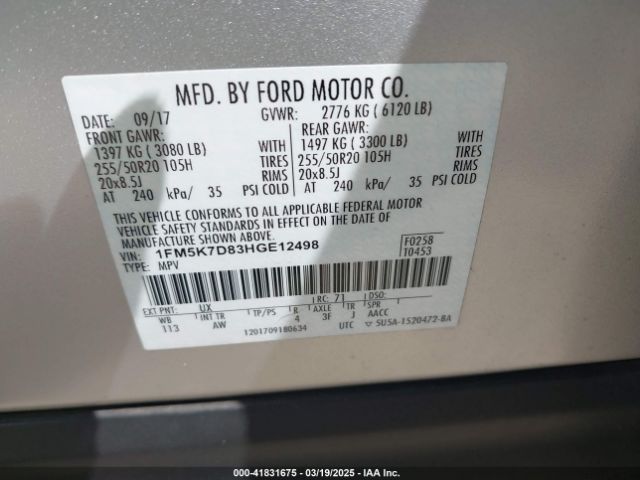 MFD. BY FORD MOTOR CO.
DATE: 09/17 GVWR: 2776 KG ( 6120 LB)
FRONT GAWR: REAR GAWR:
1397 KG ( 3080 LB) WITH 1497 KG ( 3300 LB) WITH
255/50R20 105H TIRES 255/50R20 105H TIRES
20x8.5J RIMS 20x8.5J RIMS
AT 240 kPa/ 35 PSI COLD AT 240 kPa/ 35 PSI COLD
THIS VEHICLE CONFORMS TO ALL APPLICABLE FEDERAL MOTOR
VEHICLE SAFETY STANDARDS IN EFFECT ON THE DATE OF
MANUFACTURE SHOWN ABOVE.
VIN: 1FM5K7D83HGE12498 F0258
MPV T0453
EXT PNT: UX RC: 71 DSO:
WB INT TR TP/PS R AXLE TR SPR
113 AW 4 3F J AACC
1201709180634 UTC ▽ 5U5A-1520472-BA
000-41831675 | 03/19/2025 | IAA Inc.